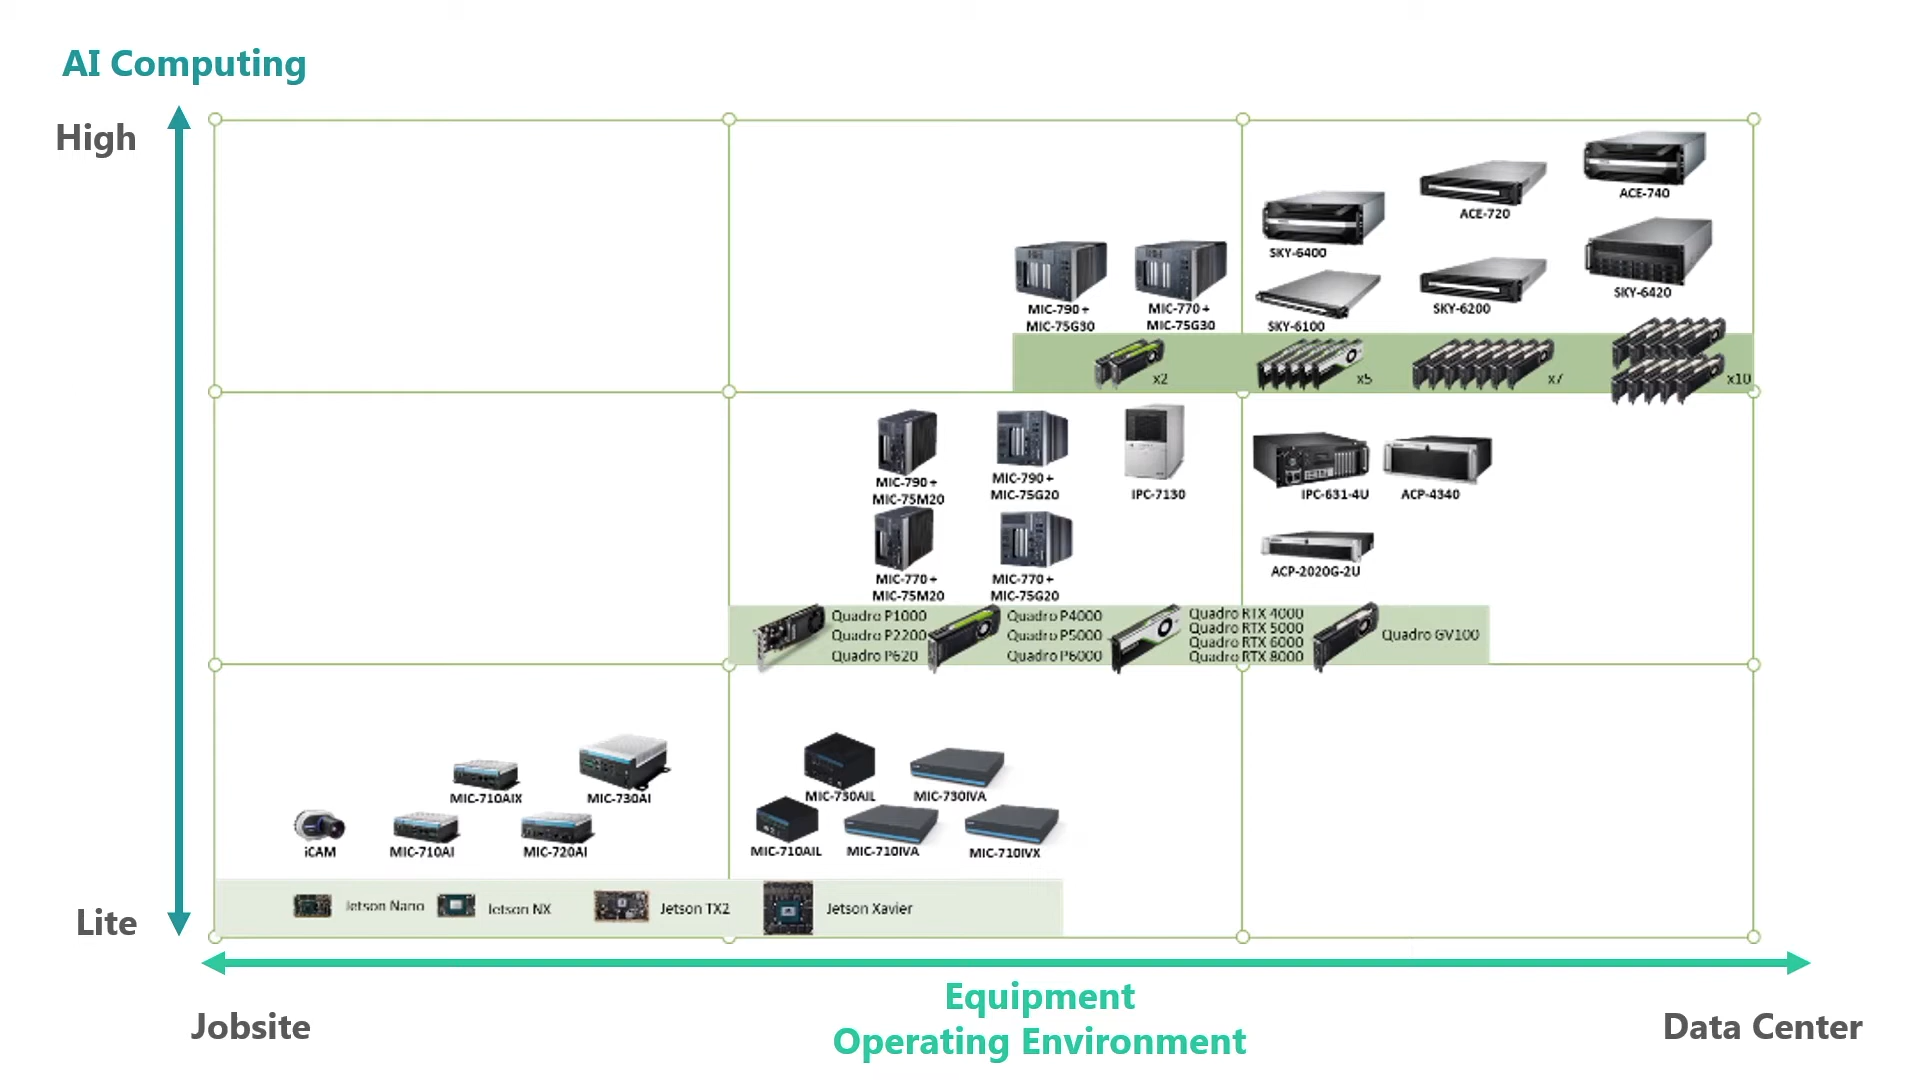 AI Computing
High
ACE-740
ACE-720
SKY-6400
SKY-6420
MIC-790 +
MIC-75G30
MIC-770 +
MIC-75G30
SKY-6100
SKY-6200
x2
x5
x7
x10
MIC-790 +
MIC-75M20
MIC-790 +
MIC-75G20
IPC-7130
IPC-631-4U
ACP-4340
MIC-770 +
MIC-75M20
MIC-770 +
MIC-75G20
ACP-2020G-2U
Quadro P1000
Quadro P2200
Quadro P620
Quadro P4000
Quadro P5000
Quadro P6000
Quadro RTX 4000
Quadro RTX 5000
Quadro RTX 6000
Quadro RTX 8000
Quadro GV100
MIC-710AIX
MIC-730AI
MIC-730AIL
MIC-730IVA
iCAM
MIC-710AI
MIC-720AI
MIC-710AIL
MIC-710IVA
MIC-710IVX
Jetson Nano
Jetson NX
Jetson TX2
Jetson Xavier
Lite
Jobsite
Equipment
Operating Environment
Data Center